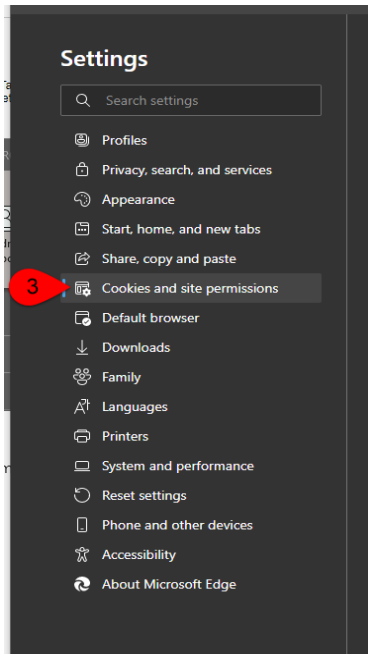 Settings
Search settings
Profiles
Privacy, search, and services
Appearance
Start, home, and new tabs
Share, copy and paste
3
Cookies and site permissions
Default browser
Downloads
Family
Languages
Printers
System and performance
Reset settings
Phone and other devices
Accessibility
About Microsoft Edge